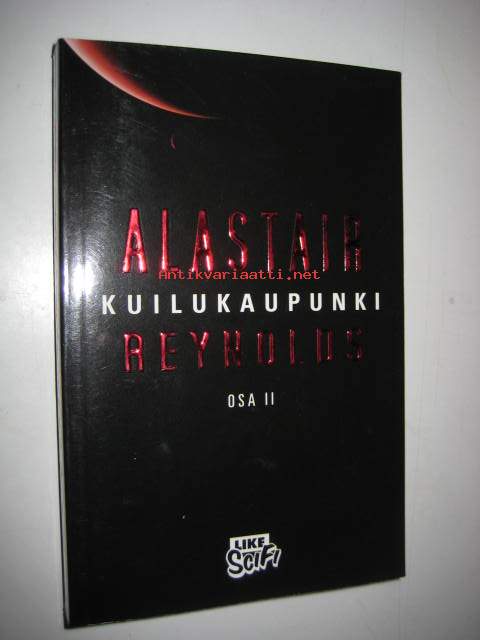 ALASTAIR
Antikvariaatti.net
KUILUKAUPUNKI
REYNOLDS
OSA II
LIKE
SCIFI